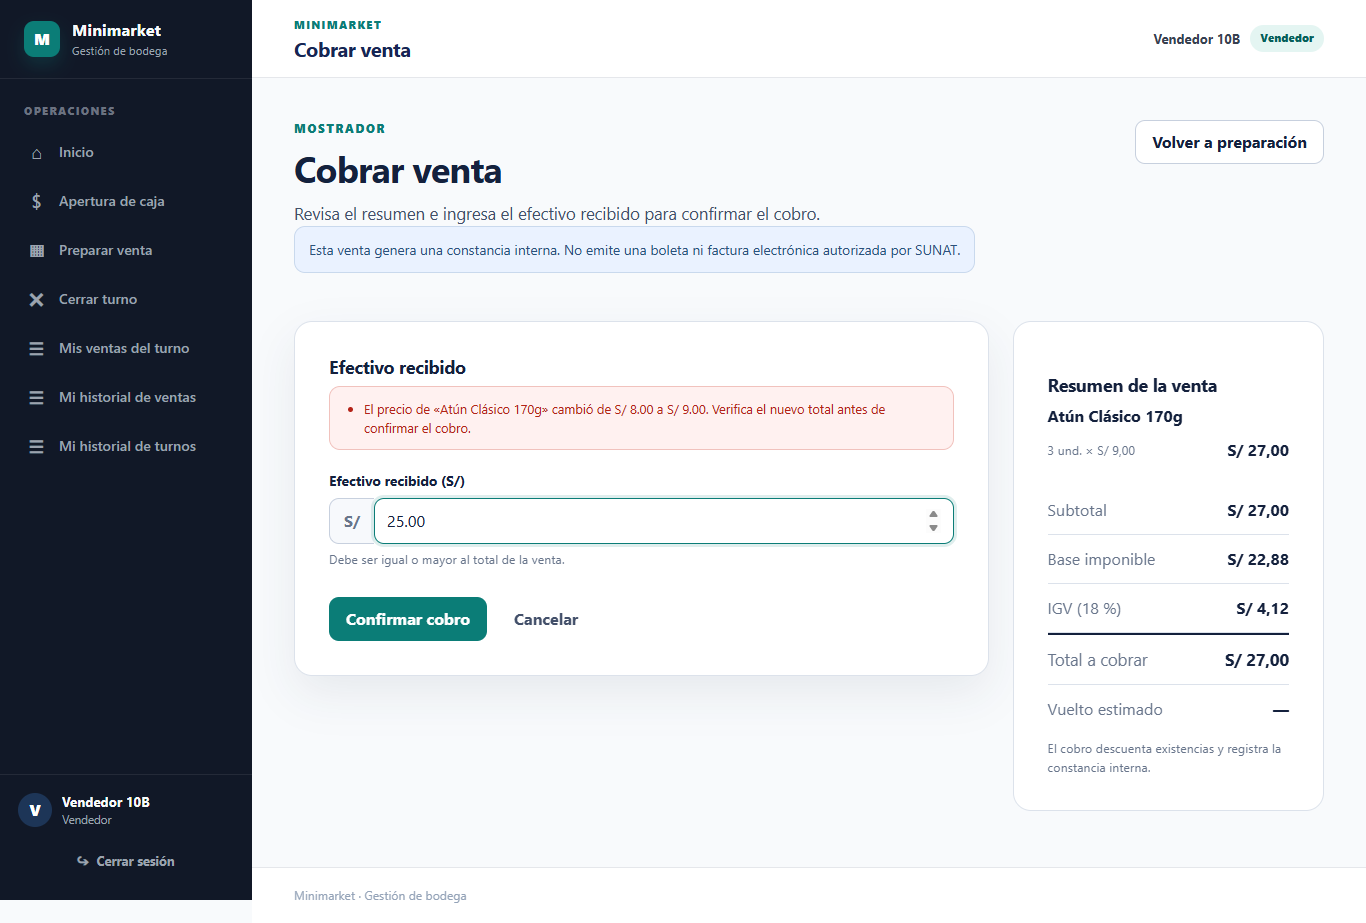 M
Minimarket
Gestión de bodega
OPERACIONES
Inicio
$ Apertura de caja
Preparar venta
Cerrar turno
Mis ventas del turno
Mi historial de ventas
Mi historial de turnos
V
Vendedor 10B
Vendedor
Cerrar sesión
MINIMARKET
Cobrar venta
Vendedor 10B
Vendedor
MOSTRADOR
Cobrar venta
Volver a preparación
Revisa el resumen e ingresa el efectivo recibido para confirmar el cobro.
Esta venta genera una constancia interna. No emite una boleta ni factura electrónica autorizada por SUNAT.
Efectivo recibido
• El precio de «Atún Clásico 170g» cambió de S/ 8.00 a S/ 9.00. Verifica el nuevo total antes de
confirmar el cobro.
Efectivo recibido (S/)
S/ 25.00
Debe ser igual o mayor al total de la venta.
Confirmar cobro
Cancelar
Resumen de la venta
Atún Clásico 170g
3 und. × S/ 9,00 S/ 27,00
Subtotal S/ 27,00
Base imponible S/ 22,88
IGV (18 %) S/ 4,12
Total a cobrar S/ 27,00
Vuelto estimado —
El cobro descuenta existencias y registra la
constancia interna.
Minimarket · Gestión de bodega